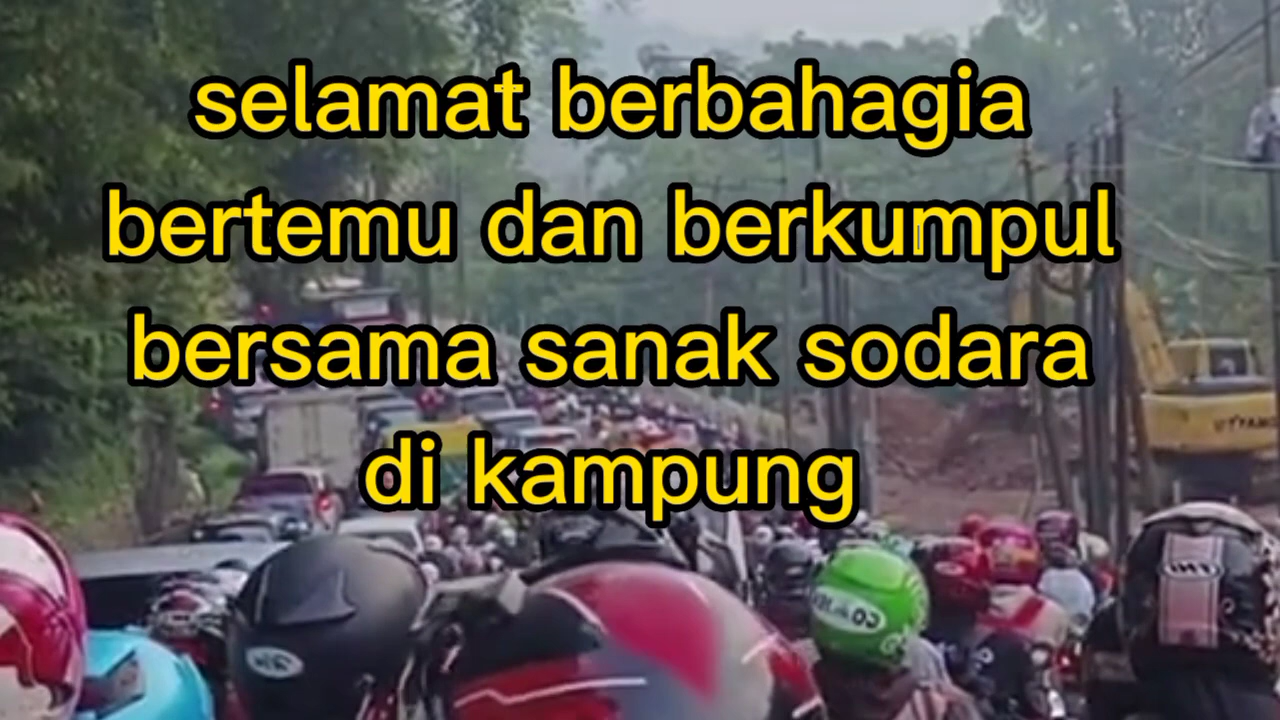 selamat berbahagia
bertemu dan berkumpul
bersama sanak sodara
di kampung